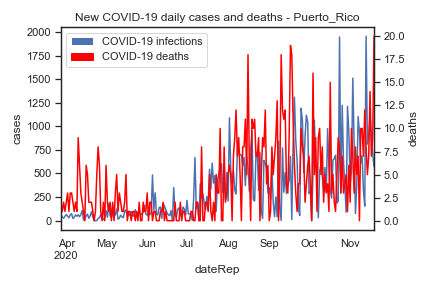 New COVID-19 daily cases and deaths - Puerto_Rico
COVID-19 infections
COVID-19 deaths
2000
1750
1500
1250
1000
750
500
250
0
cases
20.0
17.5
15.0
12.5
10.0
7.5
5.0
2.5
0.0
deaths
Apr May Jun Jul Aug Sep Oct Nov
2020
dateRep